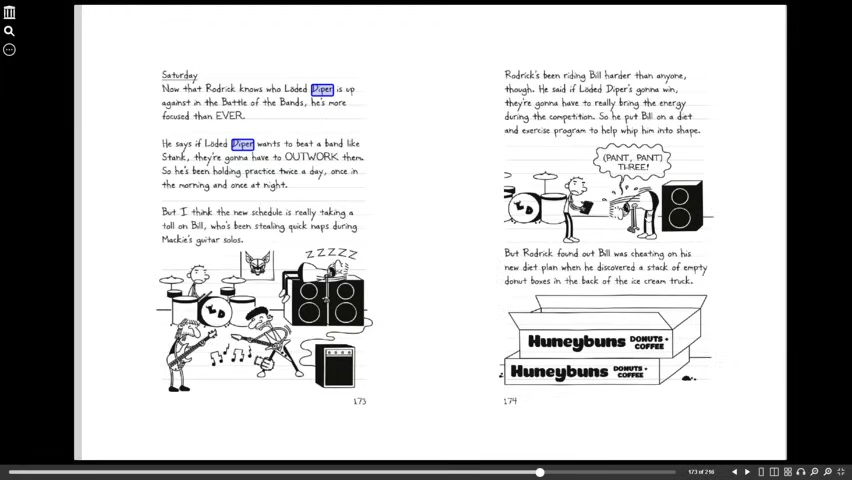 Saturday
Now that Rodrick knows who Löded Diper is up
against in the Battle of the Bands, he's more
focused than EVER.
He says if Löded Diper wants to beat a band like
Stank, they're gonna have to OUTWORK them.
So he's been holding practice twice a day, once in
the morning and once at night.
But I think the new schedule is really taking a
toll on Bill, who's been stealing quick naps during
Mackie's guitar solos.
ZZZZZ
LD
173
Rodrick's been riding Bill harder than anyone,
though. He said if Löded Diper's gonna win,
they're gonna have to really bring the energy
during the competition. So he put Bill on a diet
and exercise program to help whip him into shape.
(PANT, PANT)
THREE!
LD
But Rodrick found out Bill was cheating on his
new diet plan when he discovered a stack of empty
donut boxes in the back of the ice cream truck.
Huneybuns DONUTS +
COFFEE
Huneybuns DONUTS +
COFFEE
174
173 of 216